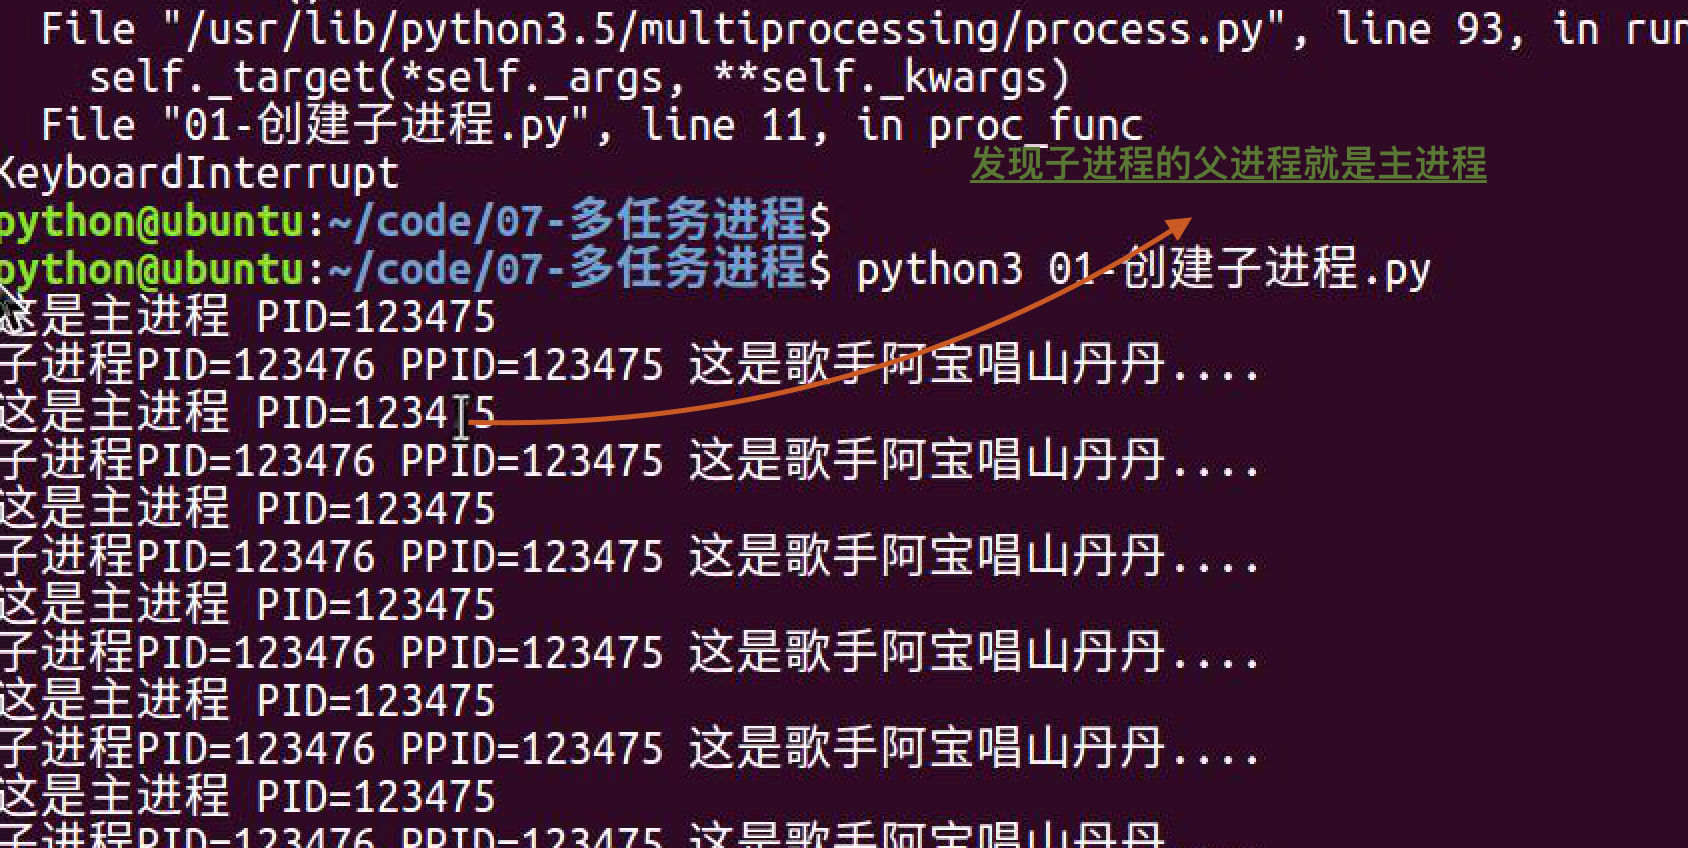 File "/usr/lib/python3.5/multiprocessing/process.py", line 93, in run
self._target(*self._args, **self._kwargs)
File "01-创建子进程.py", line 11, in proc_func
发现子进程的父进程就是主进程
KeyboardInterrupt
python@ubuntu:~/code/07-多任务进程$
python@ubuntu:~/code/07-多任务进程$ python3 01-创建子进程.py
这是主进程 PID=123475
子进程PID=123476 PPID=123475 这是歌手阿宝唱山丹丹....
这是主进程 PID=123475
子进程PID=123476 PPID=123475 这是歌手阿宝唱山丹丹....
这是主进程 PID=123475
子进程PID=123476 PPID=123475 这是歌手阿宝唱山丹丹....
这是主进程 PID=123475
子进程PID=123476 PPID=123475 这是歌手阿宝唱山丹丹....
这是主进程 PID=123475
子进程PID=123476 PPID=123475 这是歌手阿宝唱山丹丹....
这是主进程 PID=123475
子进程PID=123476 PPID=123475 这是歌手阿宝唱山丹丹....